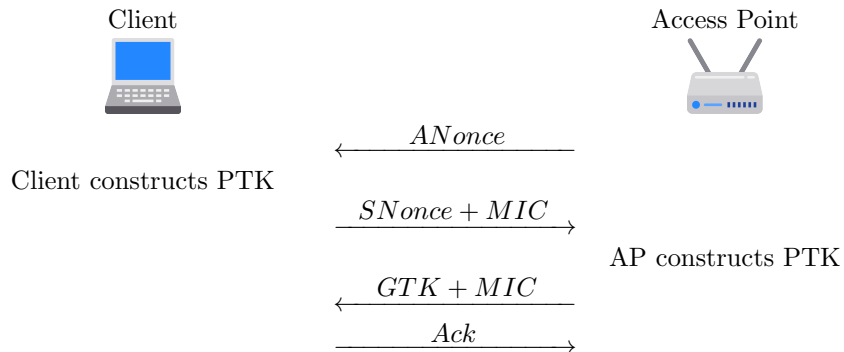 Client
Access Point
ANonce
Client constructs PTK
SNonce + MIC
AP constructs PTK
GTK + MIC
Ack